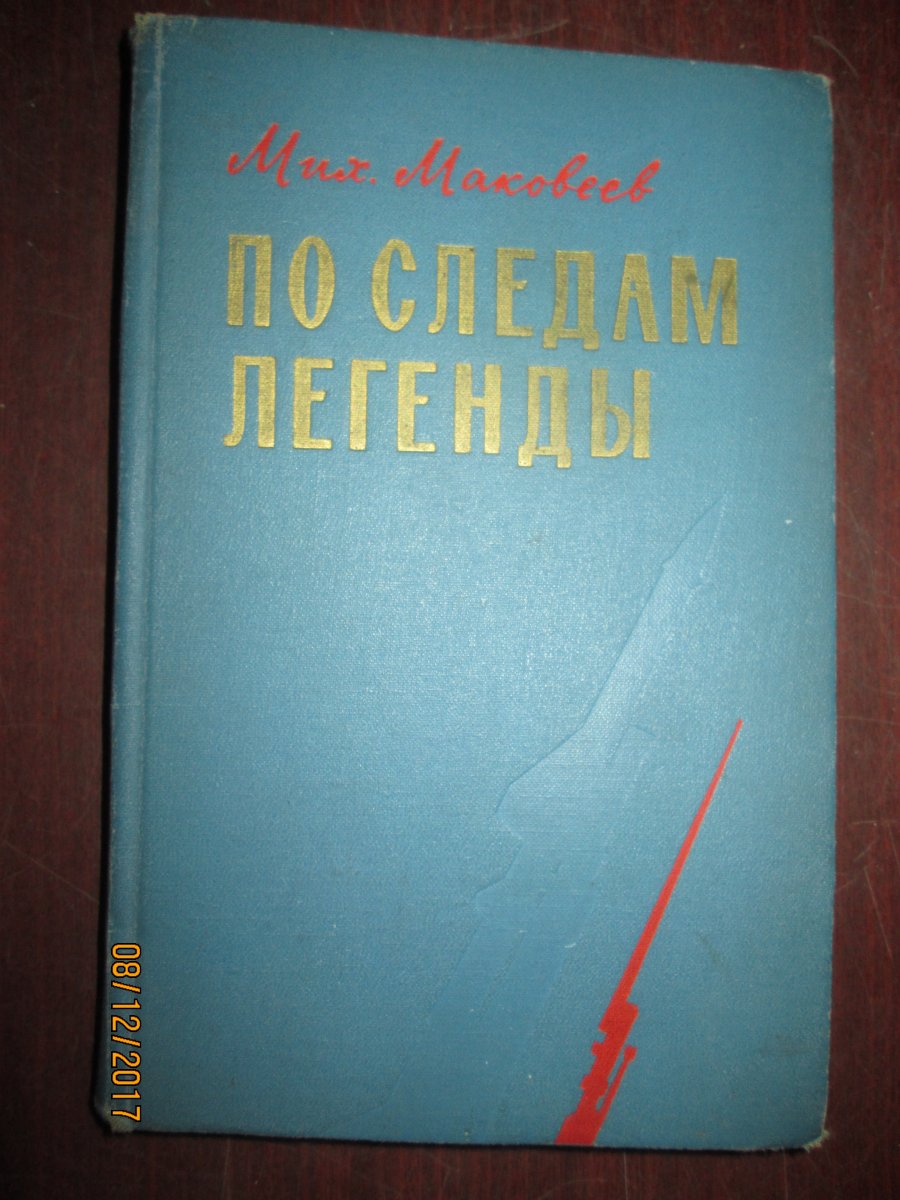 Мих. Маковеев
ПО СЛЕДАМ
ЛЕГЕНДЫ
08/12/2017